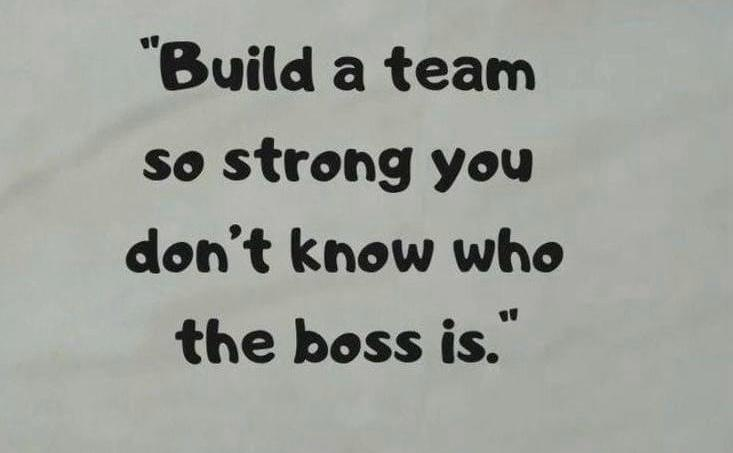 "Build a team
so strong you
don't know who
the boss is."